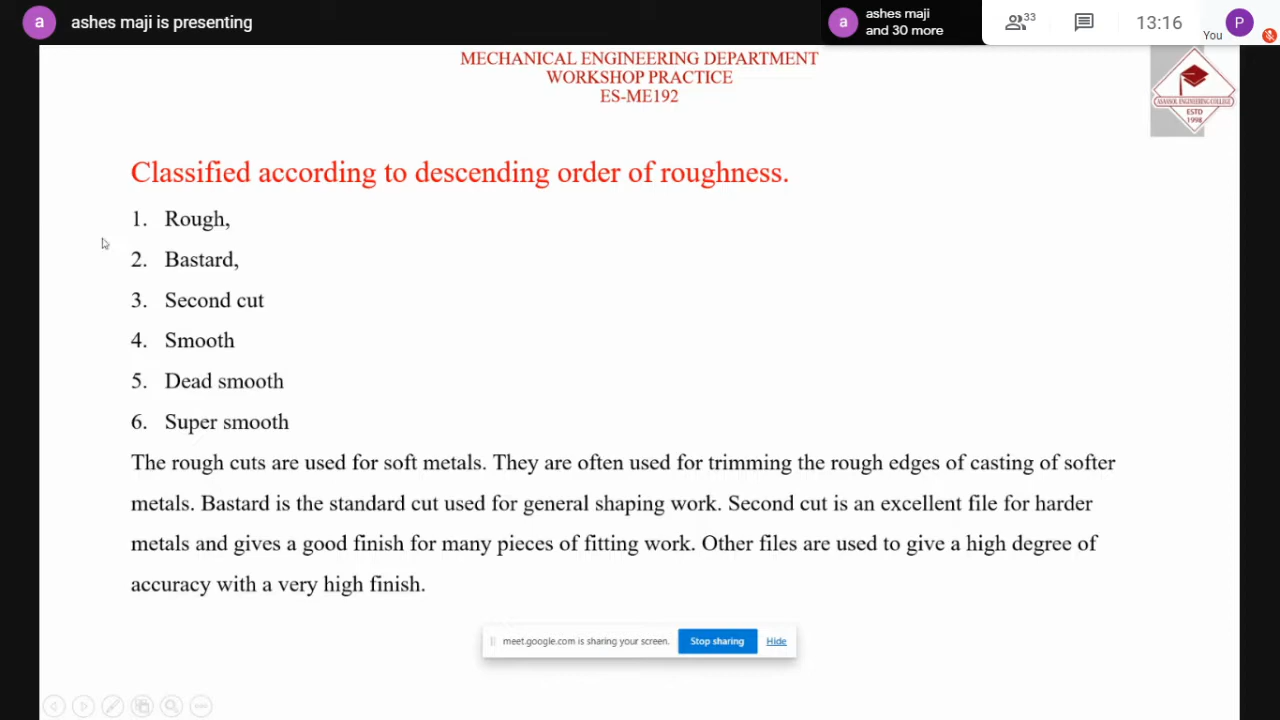 a ashes maji is presenting
a ashes maji
and 30 more
33
13:16
You
P
MECHANICAL ENGINEERING DEPARTMENT
WORKSHOP PRACTICE
ES-ME192
ASANSOL ENGINEERING COLLEGE
ESTD
1998
Classified according to descending order of roughness.
1. Rough,
2. Bastard,
3. Second cut
4. Smooth
5. Dead smooth
6. Super smooth
The rough cuts are used for soft metals. They are often used for trimming the rough edges of casting of softer
metals. Bastard is the standard cut used for general shaping work. Second cut is an excellent file for harder
metals and gives a good finish for many pieces of fitting work. Other files are used to give a high degree of
accuracy with a very high finish.
meet.google.com is sharing your screen. Stop sharing Hide